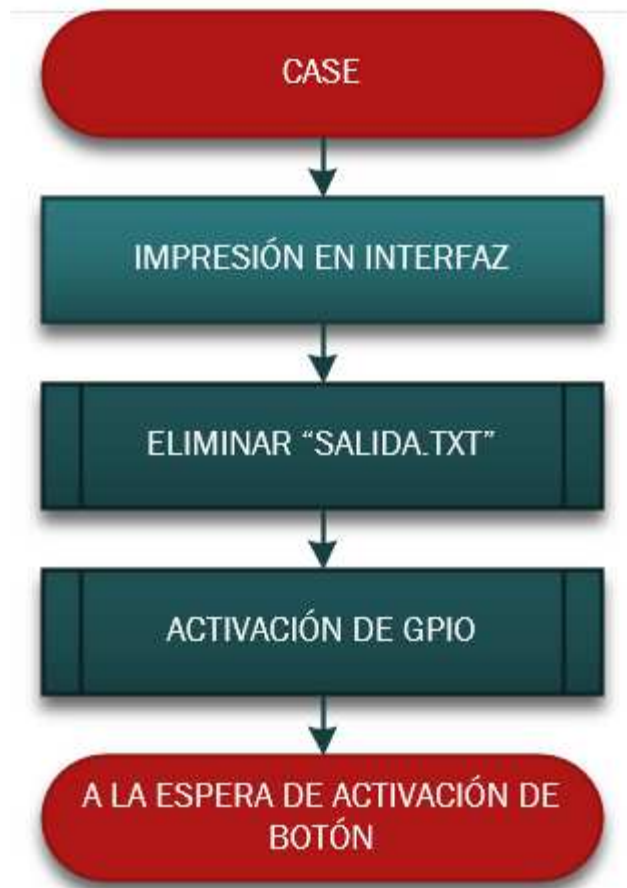 CASE
IMPRESIÓN EN INTERFAZ
ELIMINAR “SALIDA.TXT”
ACTIVACIÓN DE GPIO
A LA ESPERA DE ACTIVACIÓN DE
BOTÓN